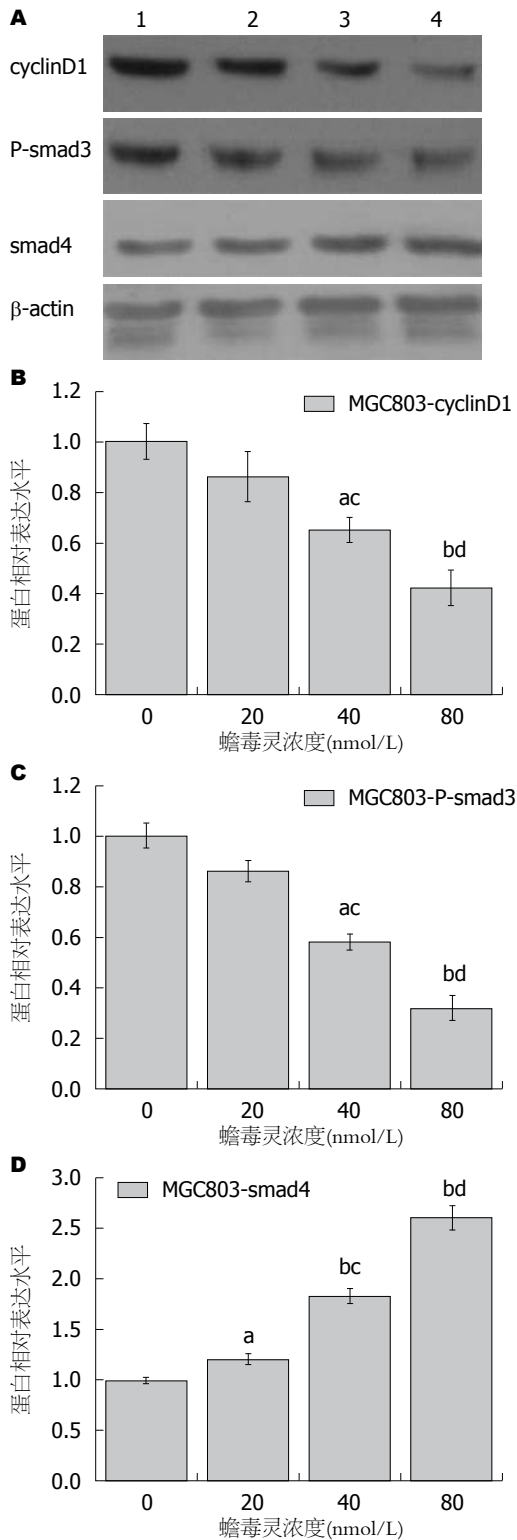 A
1 2 3 4
cyclinD1
P-smad3
smad4
β-actin
B
MGC803-cyclinD1
蛋白相对表达水平
1.2
1.0
0.8
0.6
0.4
0.2
0.0
ac
bd
0 20 40 80
蟾毒灵浓度(nmol/L)
C
MGC803-P-smad3
蛋白相对表达水平
1.2
1.0
0.8
0.6
0.4
0.2
0.0
ac
bd
0 20 40 80
蟾毒灵浓度(nmol/L)
D
MGC803-smad4
蛋白相对表达水平
3.0
2.5
2.0
1.5
1.0
0.5
0.0
a
bc
bd
0 20 40 80
蟾毒灵浓度(nmol/L)